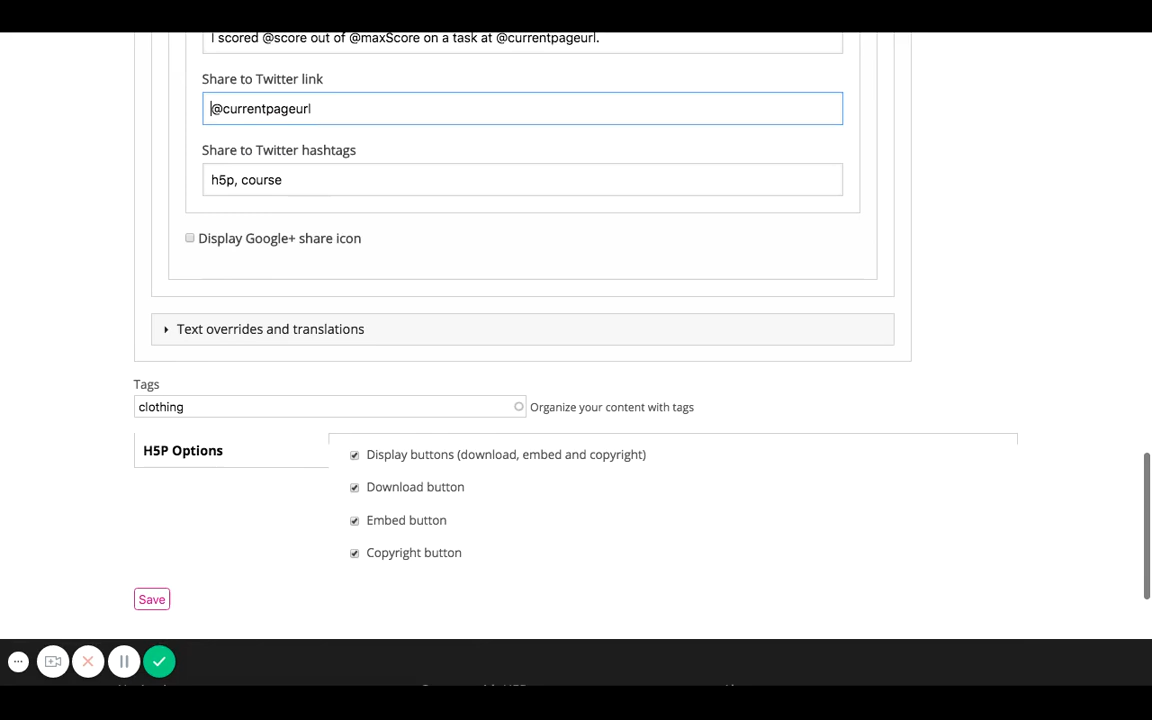 I scored @score out of @maxScore on a task at @currentpageurl.
Share to Twitter link
@currentpageurl
Share to Twitter hashtags
h5p, course
Display Google+ share icon
Text overrides and translations
Tags
clothing
Organize your content with tags
H5P Options
Display buttons (download, embed and copyright)
Download button
Embed button
Copyright button
Save